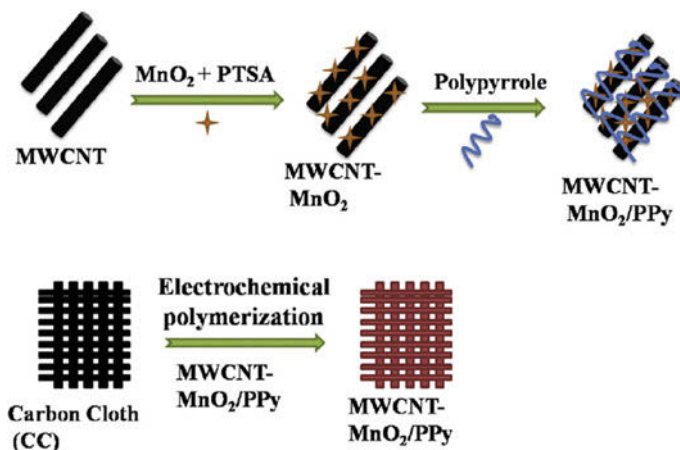 MWCNT
MnO₂ + PTSA
MWCNT-
MnO₂
Polypyrrole
MWCNT-
MnO₂/PPy
Carbon Cloth
(CC)
Electrochemical
polymerization
MWCNT-
MnO₂/PPy
MWCNT-
MnO₂/PPy